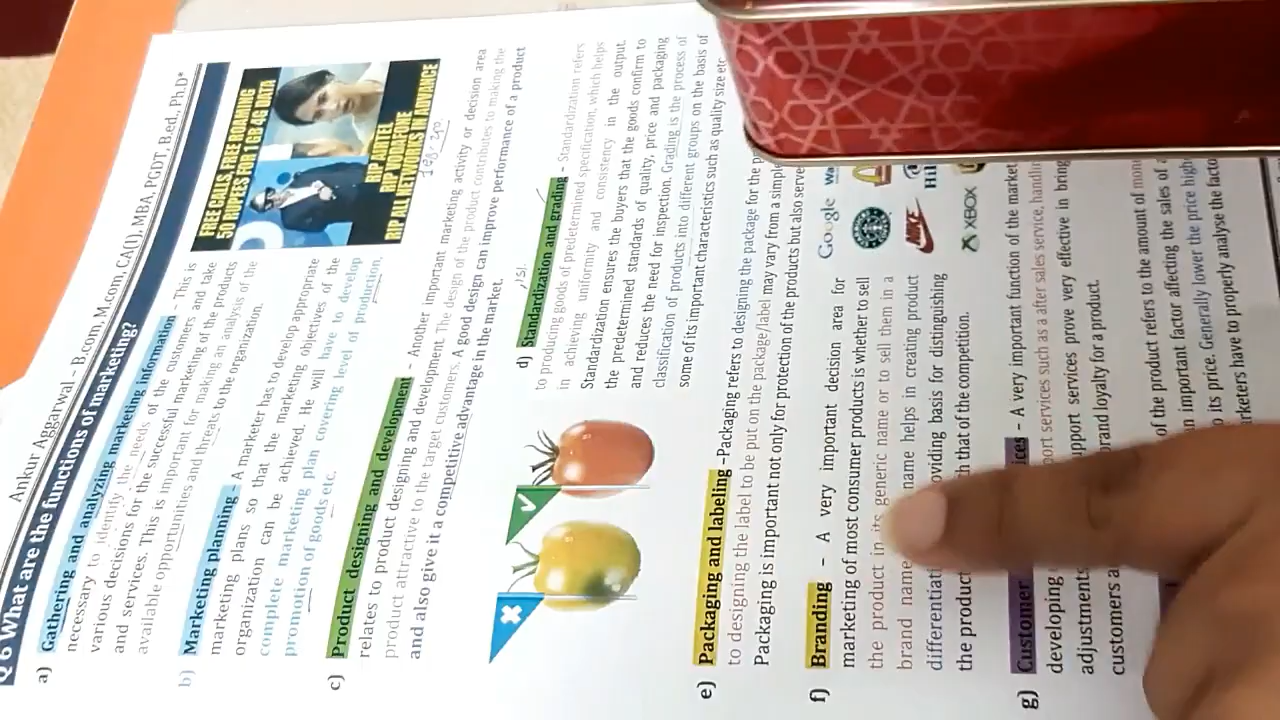 Ankur Aggarwal - B.com, M.com, CA(I), MBA, PGDT, B.ed, Ph.D*
Q 6 What are the functions of marketing?
a) Gathering and analyzing marketing information - This is
necessary to identify the needs of the customers and take
various decisions for the successful marketing of the products
and services. This is important for making an analysis of the
available opportunities and threats to the organization.
FREE CALLS, FREE ROAMING
50 RUPEES FOR 1 GB 4G DATA
RIP AIRTEL
RIP VODAFONE
RIP ALL NETWORKS IN ADVANCE
b) Marketing planning - A marketer has to develop appropriate
marketing plans so that the marketing objectives of the
organization can be achieved. He will have to develop
complete marketing plan covering level of production,
promotion of goods etc.
c) Product designing and development - Another important marketing activity or decision area
relates to product designing and development. The design of the product contributes to making the
product attractive to the target customers. A good design can improve performance of a product
and also give it a competitive advantage in the market.
d) Standardization and grading - Standardization refers
to producing goods of predetermined specification, which helps
in achieving uniformity and consistency in the output.
Standardization ensures the buyers that the goods confirm to
the predetermined standards of quality, price and packaging
and reduces the need for inspection. Grading is the process of
classification of products into different groups on the basis of
some of its important characteristics such as quality size etc
e) Packaging and labeling -Packaging refers to designing the package for the
to designing the label to be put on the package/label may vary from a simple
Packaging is important not only for protection of the products but also serve
f) Branding - A very important decision area for
marketing of most consumer products is whether to sell
the product in its generic name or to sell them in a
brand name name helps in creating product
oviding basis for distinguishing
the product that of the competition.
Google
NIKE
XBOX
g) Customer - A very important function of the market
developing port services such as a after sales service, handlin
adjustments upport services prove very effective in bring
customers a brand loyalty for a product.
of the product refers to the amount of
n important factor affecting the sales of
its price. Generally lower the price high
rketers have to properly analyse the facto